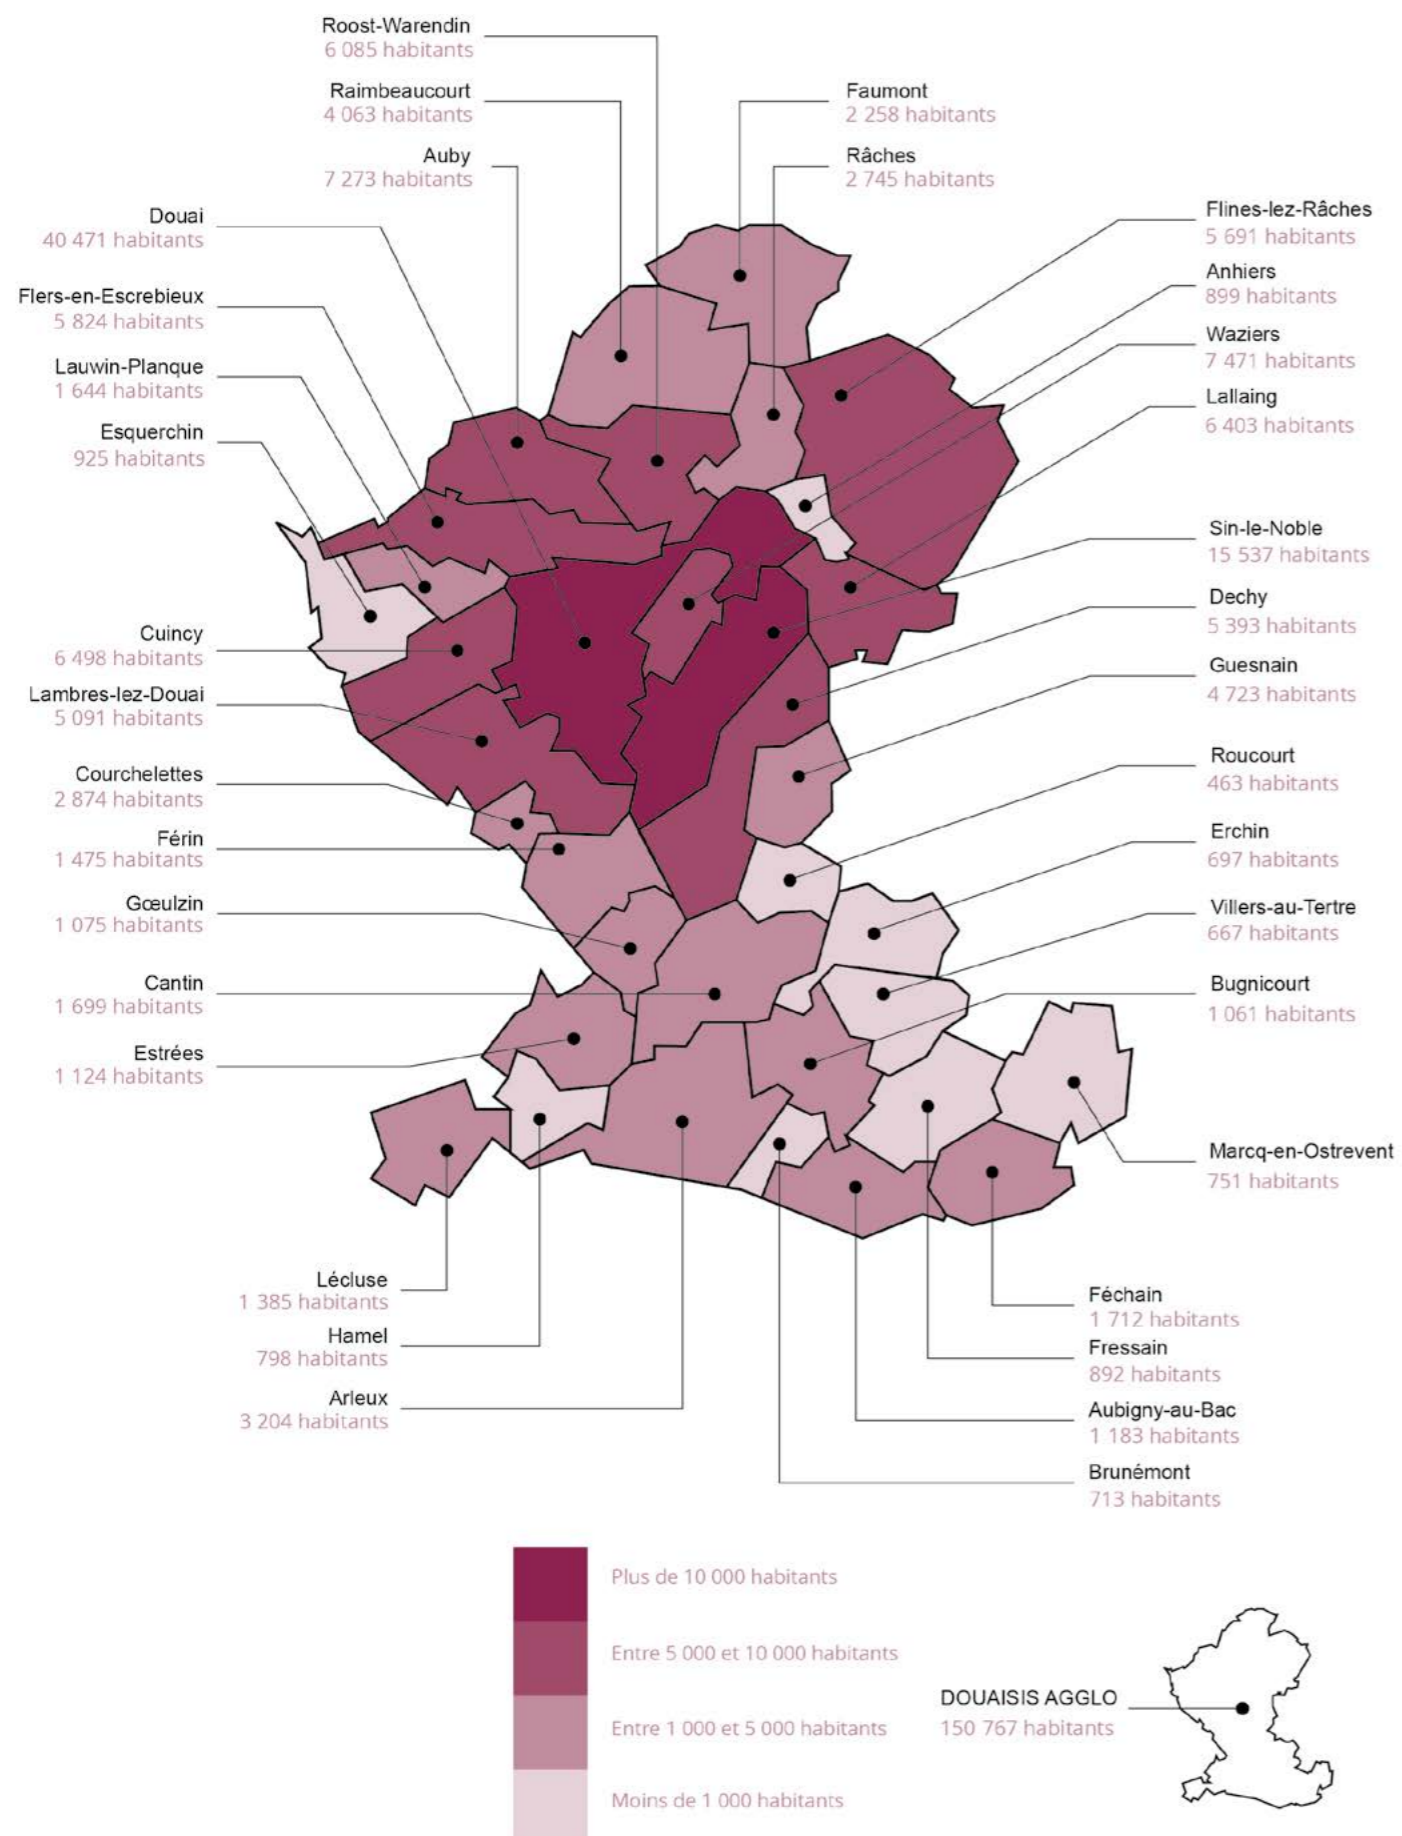 Roost-Warendin
6 085 habitants
Raimbeaucourt
4 063 habitants
Auby
7 273 habitants
Douai
40 471 habitants
Flers-en-Escrebieux
5 824 habitants
Lauwin-Planque
1 644 habitants
Esquerchin
925 habitants
Cuincy
6 498 habitants
Lambres-lez-Douai
5 091 habitants
Courchelettes
2 874 habitants
Férin
1 475 habitants
Gœulzin
1 075 habitants
Cantin
1 699 habitants
Estrées
1 124 habitants
Lécluse
1 385 habitants
Hamel
798 habitants
Arleux
3 204 habitants
Faumont
2 258 habitants
Râches
2 745 habitants
Flines-lez-Râches
5 691 habitants
Anhiers
899 habitants
Waziers
7 471 habitants
Lallaing
6 403 habitants
Sin-le-Noble
15 537 habitants
Dechy
5 393 habitants
Guesnain
4 723 habitants
Roucourt
463 habitants
Erchin
697 habitants
Villers-au-Tertre
667 habitants
Bugnicourt
1 061 habitants
Marcq-en-Ostrevent
751 habitants
Féchain
1 712 habitants
Fressain
892 habitants
Aubigny-au-Bac
1 183 habitants
Brunémont
713 habitants
Plus de 10 000 habitants
Entre 5 000 et 10 000 habitants
Entre 1 000 et 5 000 habitants
Moins de 1 000 habitants
DOUAISIS AGGLO
150 767 habitants